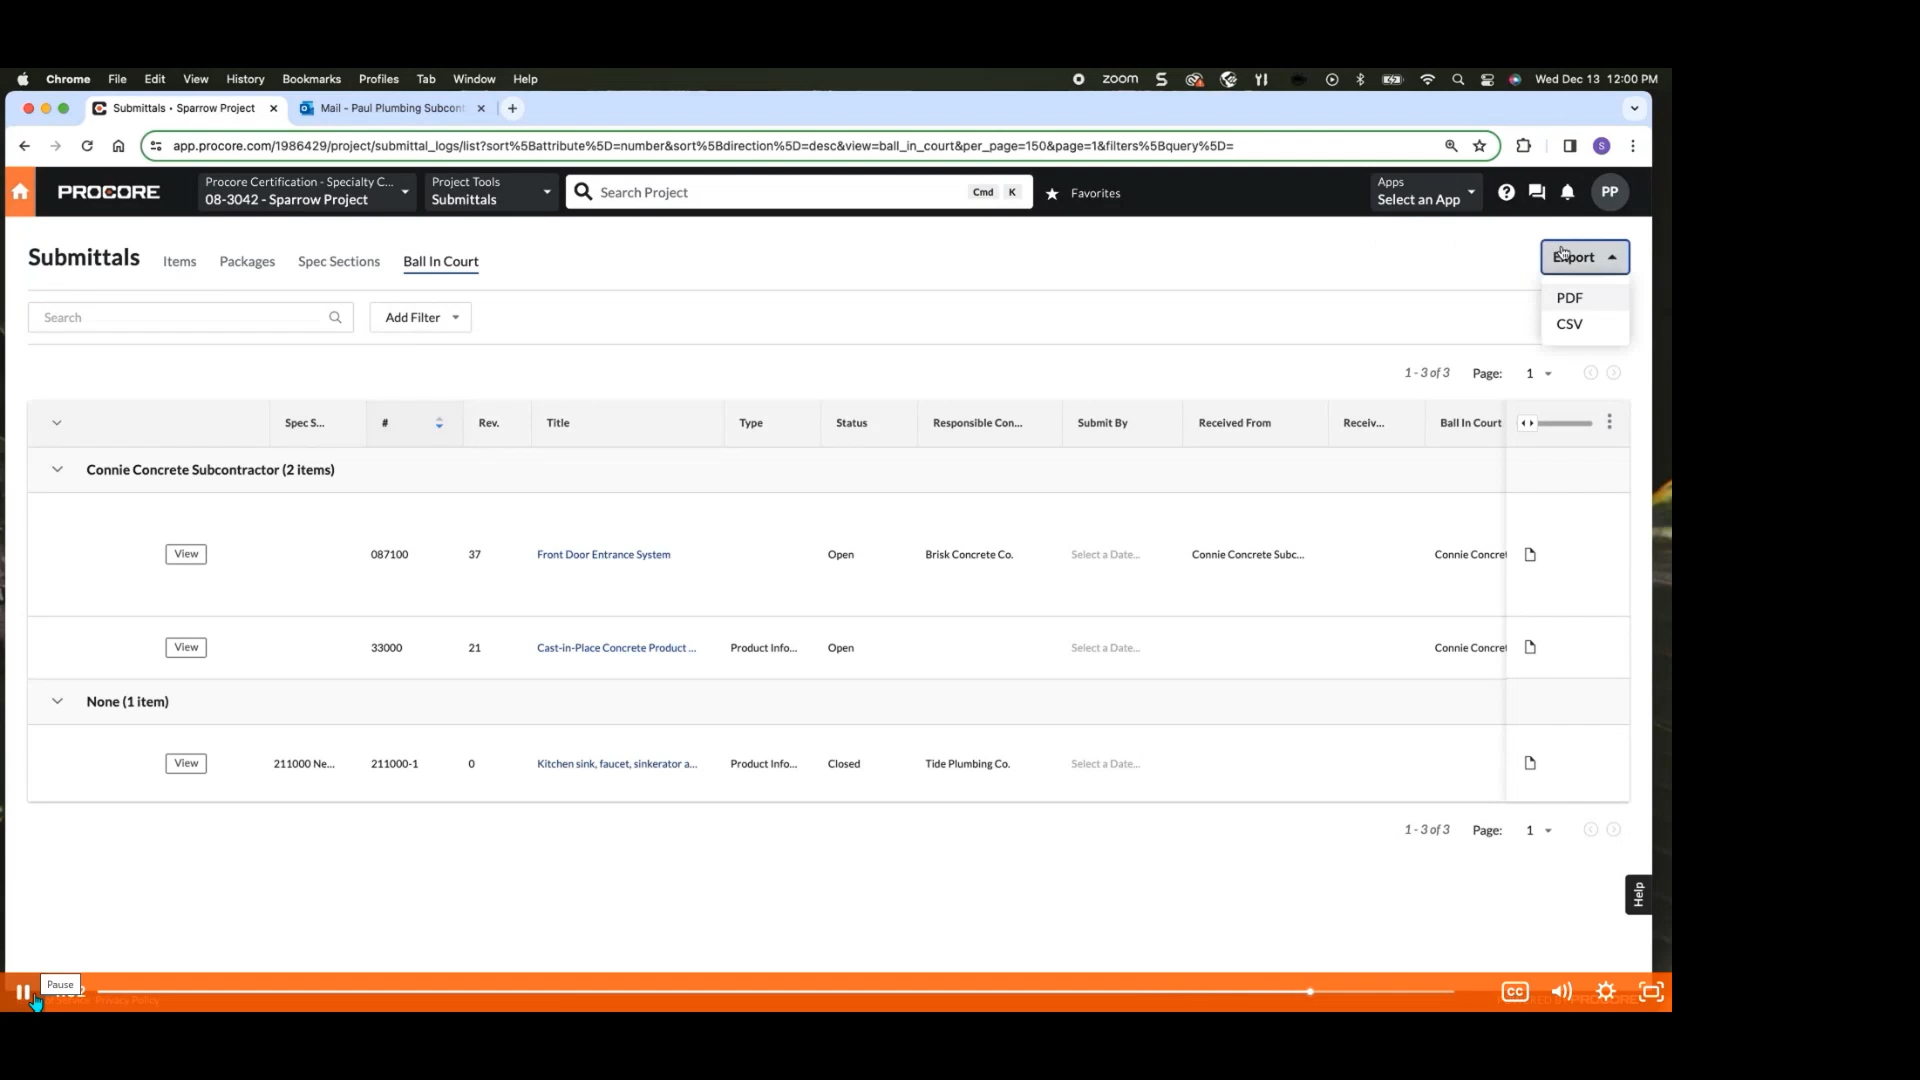 Chrome File Edit View History Bookmarks Profiles Tab Window Help zoom Wed Dec 13 12:00 PM
Submittals • Sparrow Project Mail - Paul Plumbing Subcont
app.procore.com/1986429/project/submittal_logs/list?sort%5Battribute%5D=number&sort%5Bdirection%5D=desc&view=ball_in_court&per_page=150&page=1&filters%5Bquery%5D= S
PROCORE
Procore Certification - Specialty C...
08-3042 - Sparrow Project
Project Tools
Submittals
Search Project Cmd K
Favorites
Apps
Select an App
PP
Submittals Items Packages Spec Sections Ball In Court
Export
PDF
CSV
Search Add Filter
1 - 3 of 3 Page: 1
Spec S... # Rev. Title Type Status Responsible Con... Submit By Received From Receiv... Ball In Court
Connie Concrete Subcontractor (2 items)
View 087100 37 Front Door Entrance System Open Brisk Concrete Co. Select a Date... Connie Concrete Subc... Connie Concret
View 33000 21 Cast-in-Place Concrete Product ... Product Info... Open Select a Date... Connie Concret
None (1 item)
View 211000 Ne... 211000-1 0 Kitchen sink, faucet, sinkerator a... Product Info... Closed Tide Plumbing Co. Select a Date...
1 - 3 of 3 Page: 1
Help
Pause
CC
Privacy Policy